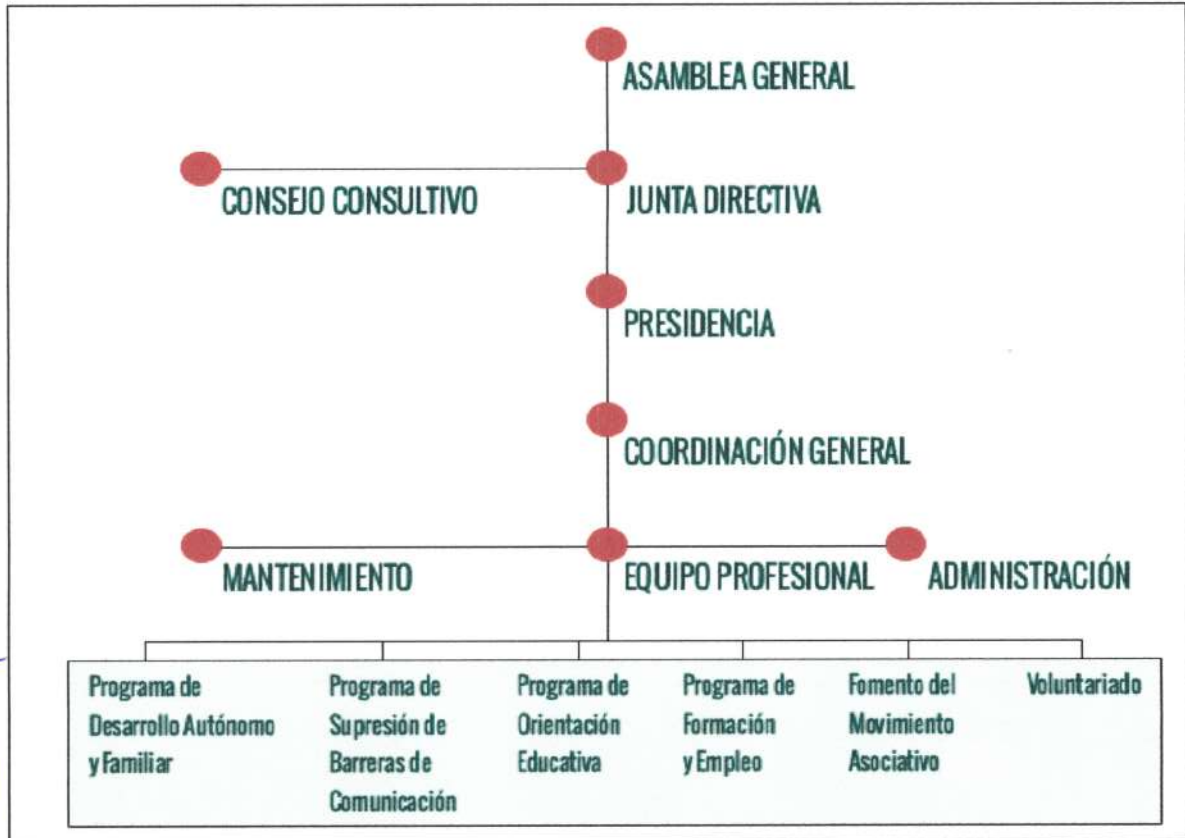 ASAMBLEA GENERAL
CONSEJO CONSULTIVO
JUNTA DIRECTIVA
PRESIDENCIA
COORDINACIÓN GENERAL
MANTENIMIENTO
EQUIPO PROFESIONAL
ADMINISTRACIÓN
Programa de
Desarrollo Autónomo
y Familiar
Programa de
Supresión de
Barreras de
Comunicación
Programa de
Orientación
Educativa
Programa de
Formación
y Empleo
Fomento del
Movimiento
Asociativo
Voluntariado